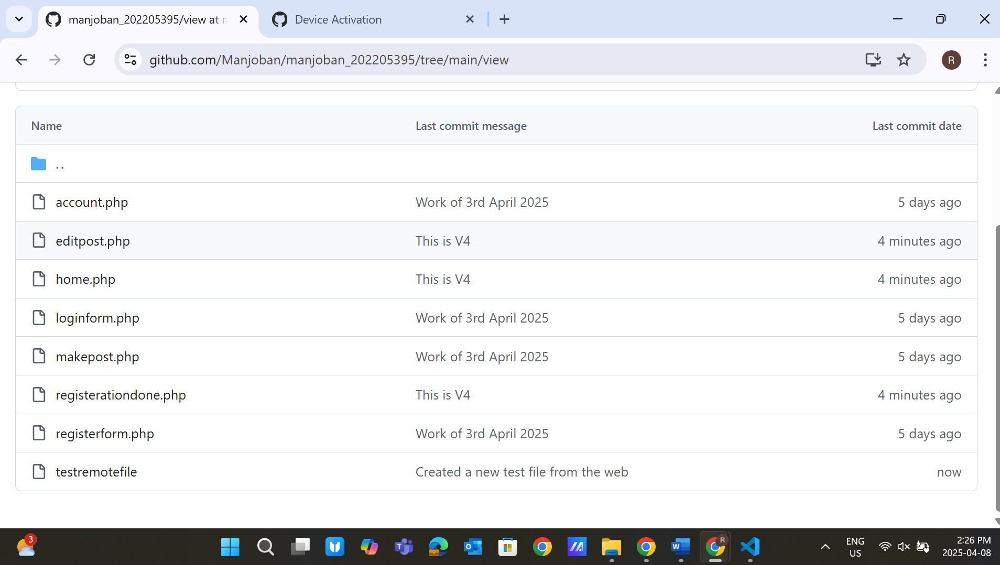 manjoban_202205395/view at
Device Activation
github.com/Manjoban/manjoban_202205395/tree/main/view
R
Name Last commit message Last commit date
..
account.php Work of 3rd April 2025 5 days ago
editpost.php This is V4 4 minutes ago
home.php This is V4 4 minutes ago
loginform.php Work of 3rd April 2025 5 days ago
makepost.php Work of 3rd April 2025 5 days ago
registerationdone.php This is V4 4 minutes ago
registerform.php Work of 3rd April 2025 5 days ago
testremotefile Created a new test file from the web now
3
R
ENG
US
2:26 PM
2025-04-08